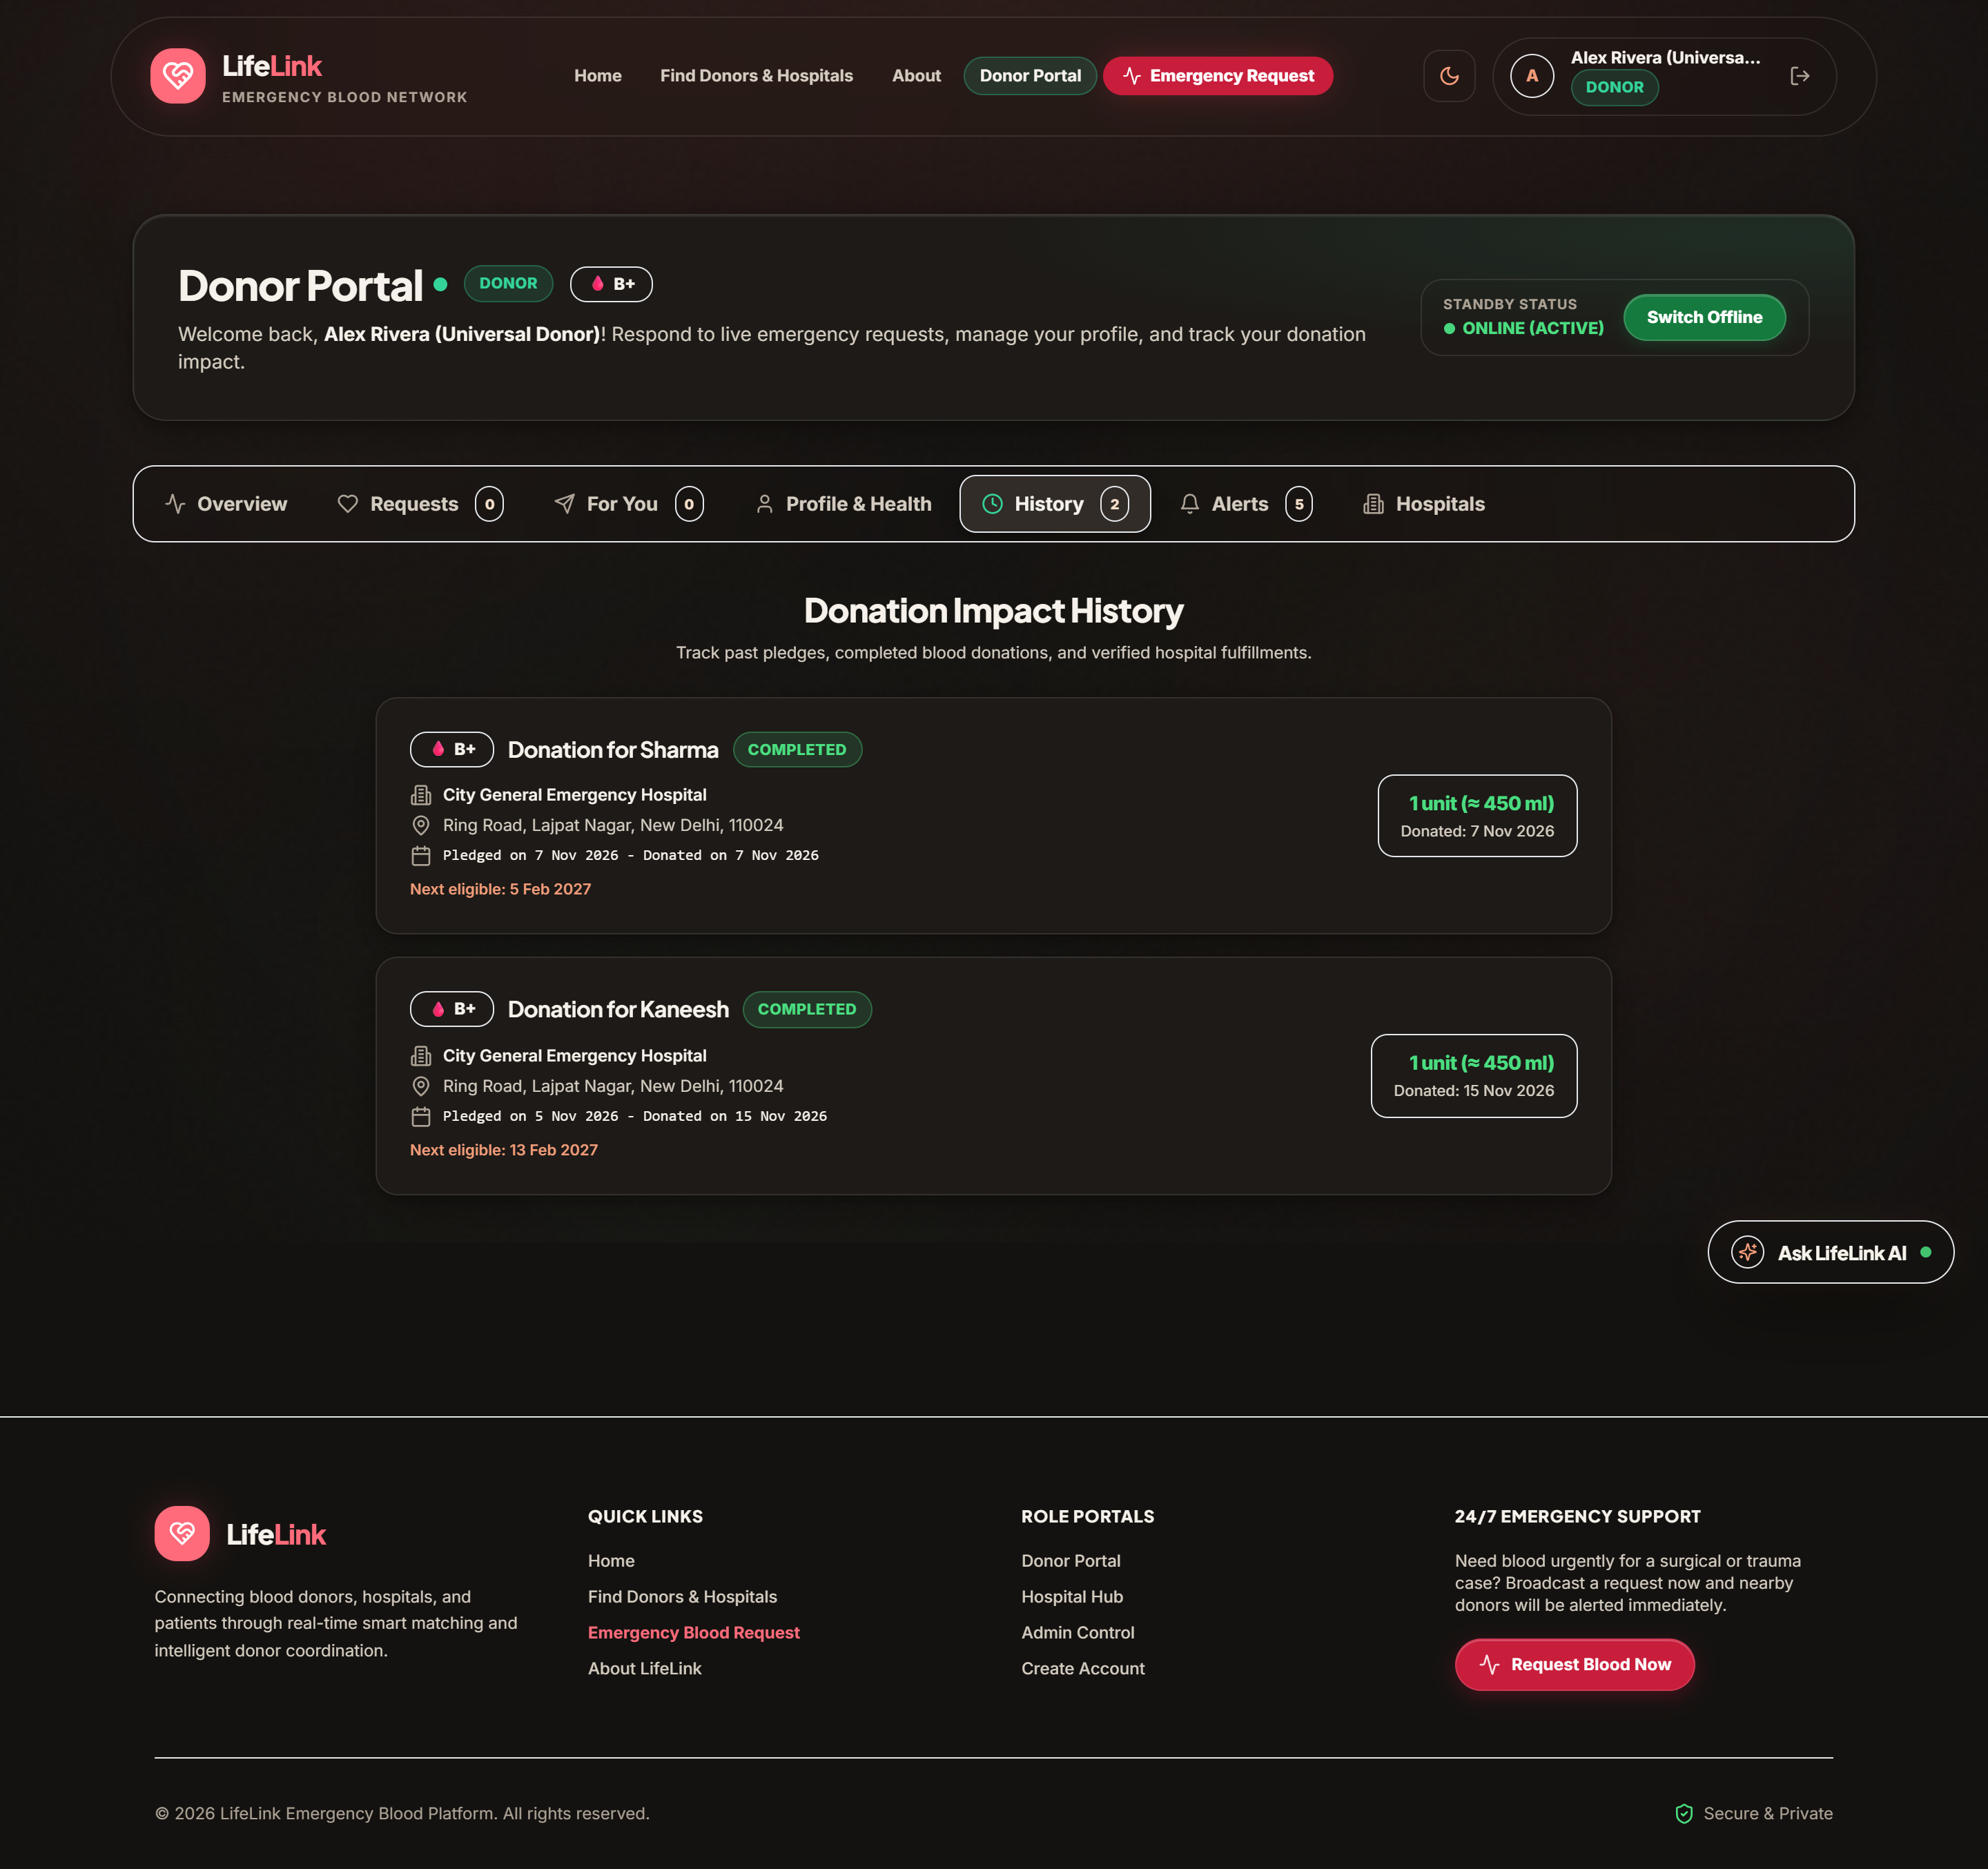 LifeLink
EMERGENCY BLOOD NETWORK
Home
Find Donors & Hospitals
About
Donor Portal
Emergency Request
A
Alex Rivera (Universa...
DONOR
Donor Portal
DONOR
B+
Welcome back, Alex Rivera (Universal Donor)! Respond to live emergency requests, manage your profile, and track your donation
impact.
STANDBY STATUS
ONLINE (ACTIVE)
Switch Offline
Overview
Requests 0
For You 0
Profile & Health
History 2
Alerts 5
Hospitals
Donation Impact History
Track past pledges, completed blood donations, and verified hospital fulfillments.
B+ Donation for Sharma COMPLETED
City General Emergency Hospital
Ring Road, Lajpat Nagar, New Delhi, 110024
Pledged on 7 Nov 2026 - Donated on 7 Nov 2026
Next eligible: 5 Feb 2027
1 unit (≈ 450 ml)
Donated: 7 Nov 2026
B+ Donation for Kaneesh COMPLETED
City General Emergency Hospital
Ring Road, Lajpat Nagar, New Delhi, 110024
Pledged on 5 Nov 2026 - Donated on 15 Nov 2026
Next eligible: 13 Feb 2027
1 unit (≈ 450 ml)
Donated: 15 Nov 2026
Ask LifeLink AI
LifeLink
Connecting blood donors, hospitals, and
patients through real-time smart matching and
intelligent donor coordination.
QUICK LINKS
Home
Find Donors & Hospitals
Emergency Blood Request
About LifeLink
ROLE PORTALS
Donor Portal
Hospital Hub
Admin Control
Create Account
24/7 EMERGENCY SUPPORT
Need blood urgently for a surgical or trauma
case? Broadcast a request now and nearby
donors will be alerted immediately.
Request Blood Now
© 2026 LifeLink Emergency Blood Platform. All rights reserved.
Secure & Private